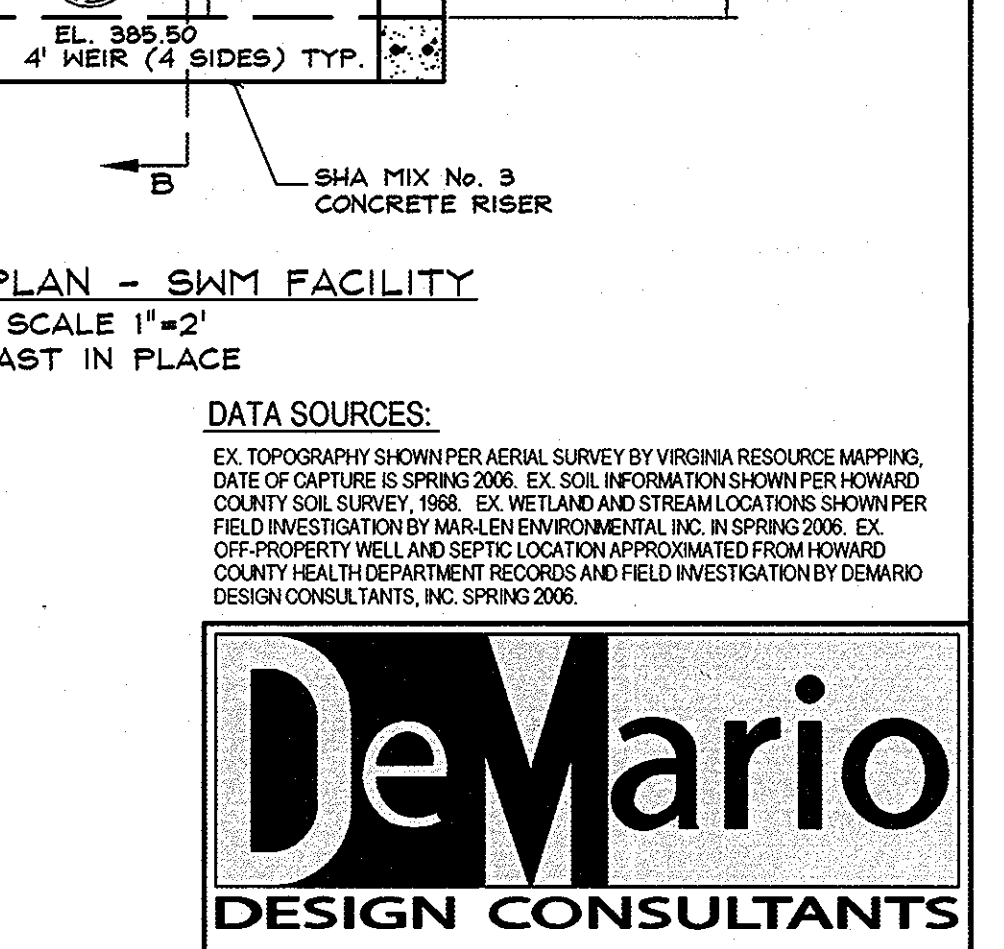 EL. 385.50
4' WEIR (4 SIDES) TYP.
B
SHA MIX No. 3
CONCRETE RISER
PLAN - SWM FACILITY
SCALE 1"=2'
AST IN PLACE
DATA SOURCES:
EX. TOPOGRAPHY SHOWN PER AERIAL SURVEY BY VIRGINIA RESOURCE MAPPING,
DATE OF CAPTURE IS SPRING 2006. EX. SOIL INFORMATION SHOWN PER HOWARD
COUNTY SOIL SURVEY, 1968. EX. WETLAND AND STREAM LOCATIONS SHOWN PER
FIELD INVESTIGATION BY MAR-LEN ENVIRONMENTAL INC. IN SPRING 2006. EX.
OFF-PROPERTY WELL AND SEPTIC LOCATION APPROXIMATED FROM HOWARD
COUNTY HEALTH DEPARTMENT RECORDS AND FIELD INVESTIGATION BY DEMARIO
DESIGN CONSULTANTS, INC. SPRING 2006.
DeMario
DESIGN CONSULTANTS